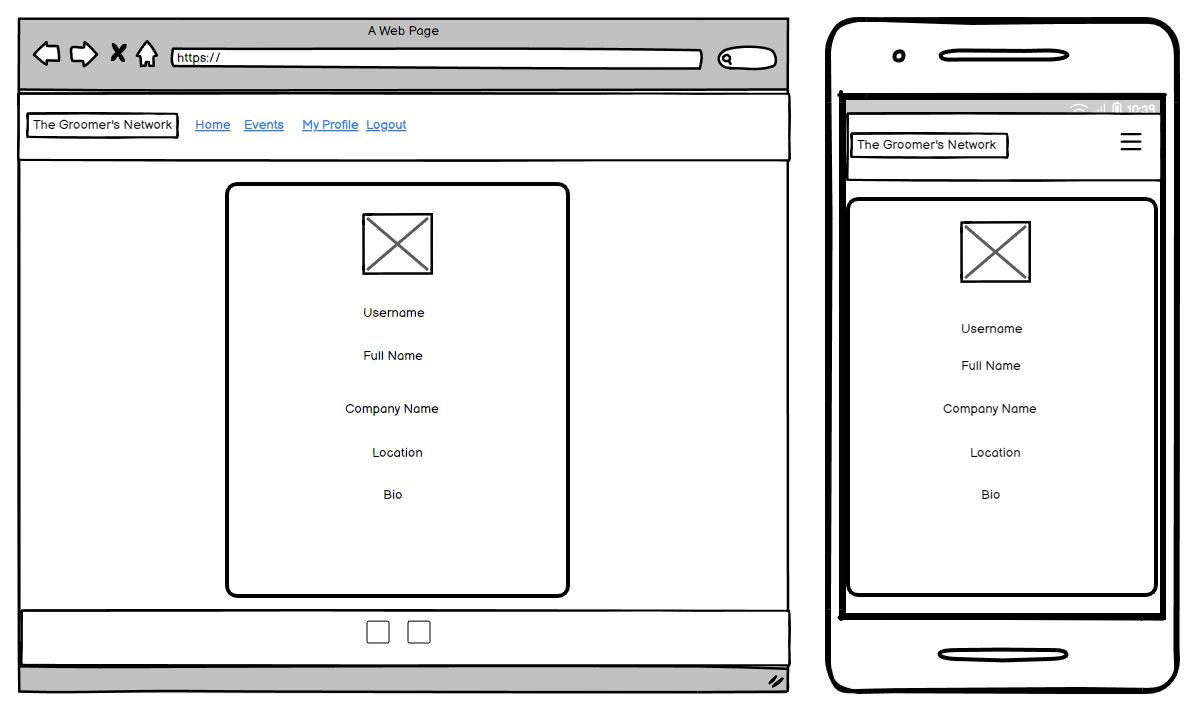 A Web Page
https://
The Groomer's Network Home Events My Profile Logout
Username
Full Name
Company Name
Location
Bio
10:39
The Groomer's Network
Username
Full Name
Company Name
Location
Bio